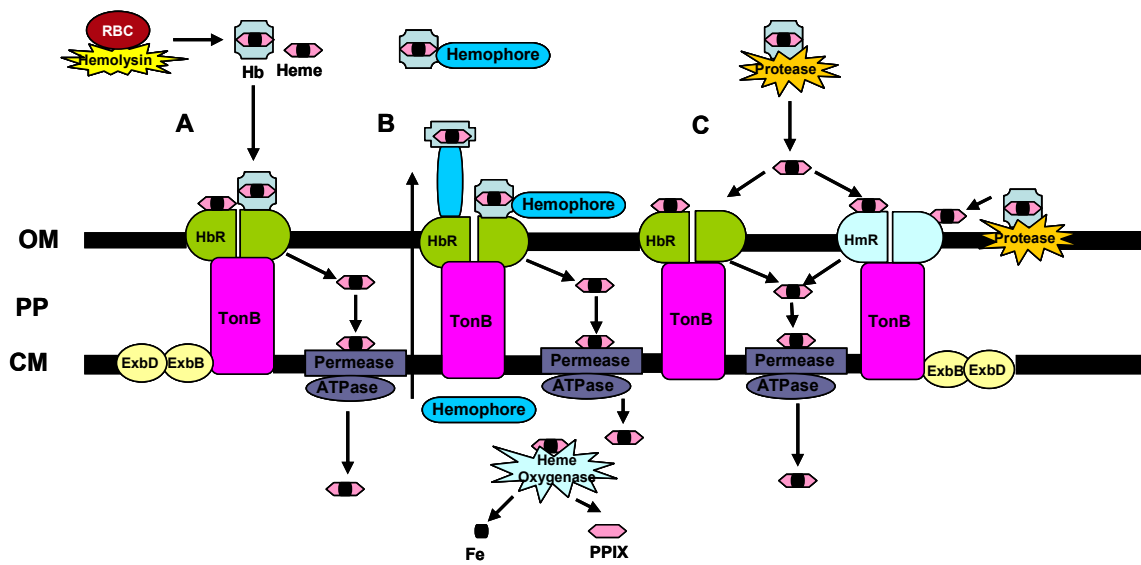 RBC
Hemolysin
Hb
Heme
Hemophore
Protease
A
B
C
Hemophore
OM
HbR
HbR
HbR
HmR
Protease
PP
TonB
TonB
TonB
TonB
CM
ExbD
ExbB
Permease
ATPase
Permease
ATPase
Permease
ATPase
ExbB
ExbD
Hemophore
Heme
Oxygenase
Fe
PPIX